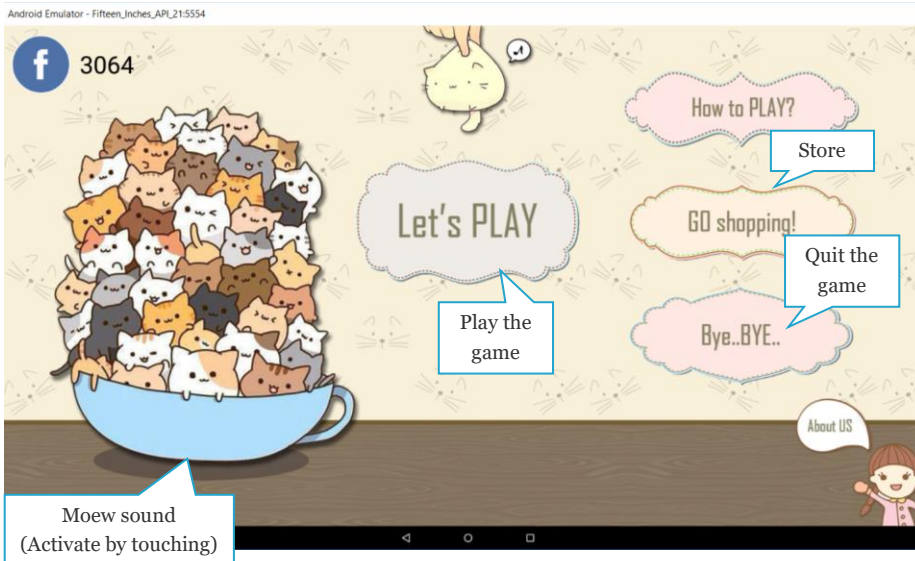 Android Emulator - Fifteen_Inches_API_21:5554
f
3064
How to PLAY?
Store
Let's PLAY
GO shopping!
Quit the
game
Play the
game
Bye..BYE..
About US
Moew sound
(Activate by touching)